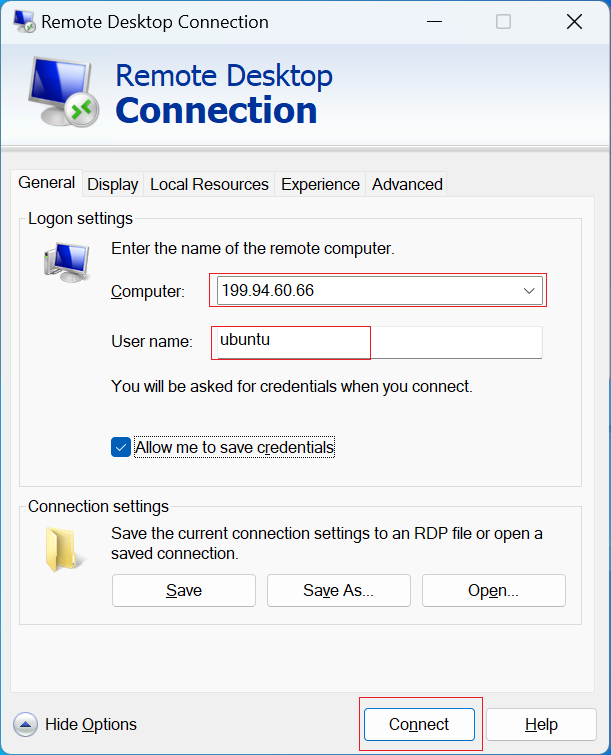 Remote Desktop Connection
Remote Desktop
Connection
General Display Local Resources Experience Advanced
Logon settings
Enter the name of the remote computer.
Computer: 199.94.60.66
User name: ubuntu
You will be asked for credentials when you connect.
Allow me to save credentials
Connection settings
Save the current connection settings to an RDP file or open a
saved connection.
Save Save As... Open...
Hide Options Connect Help